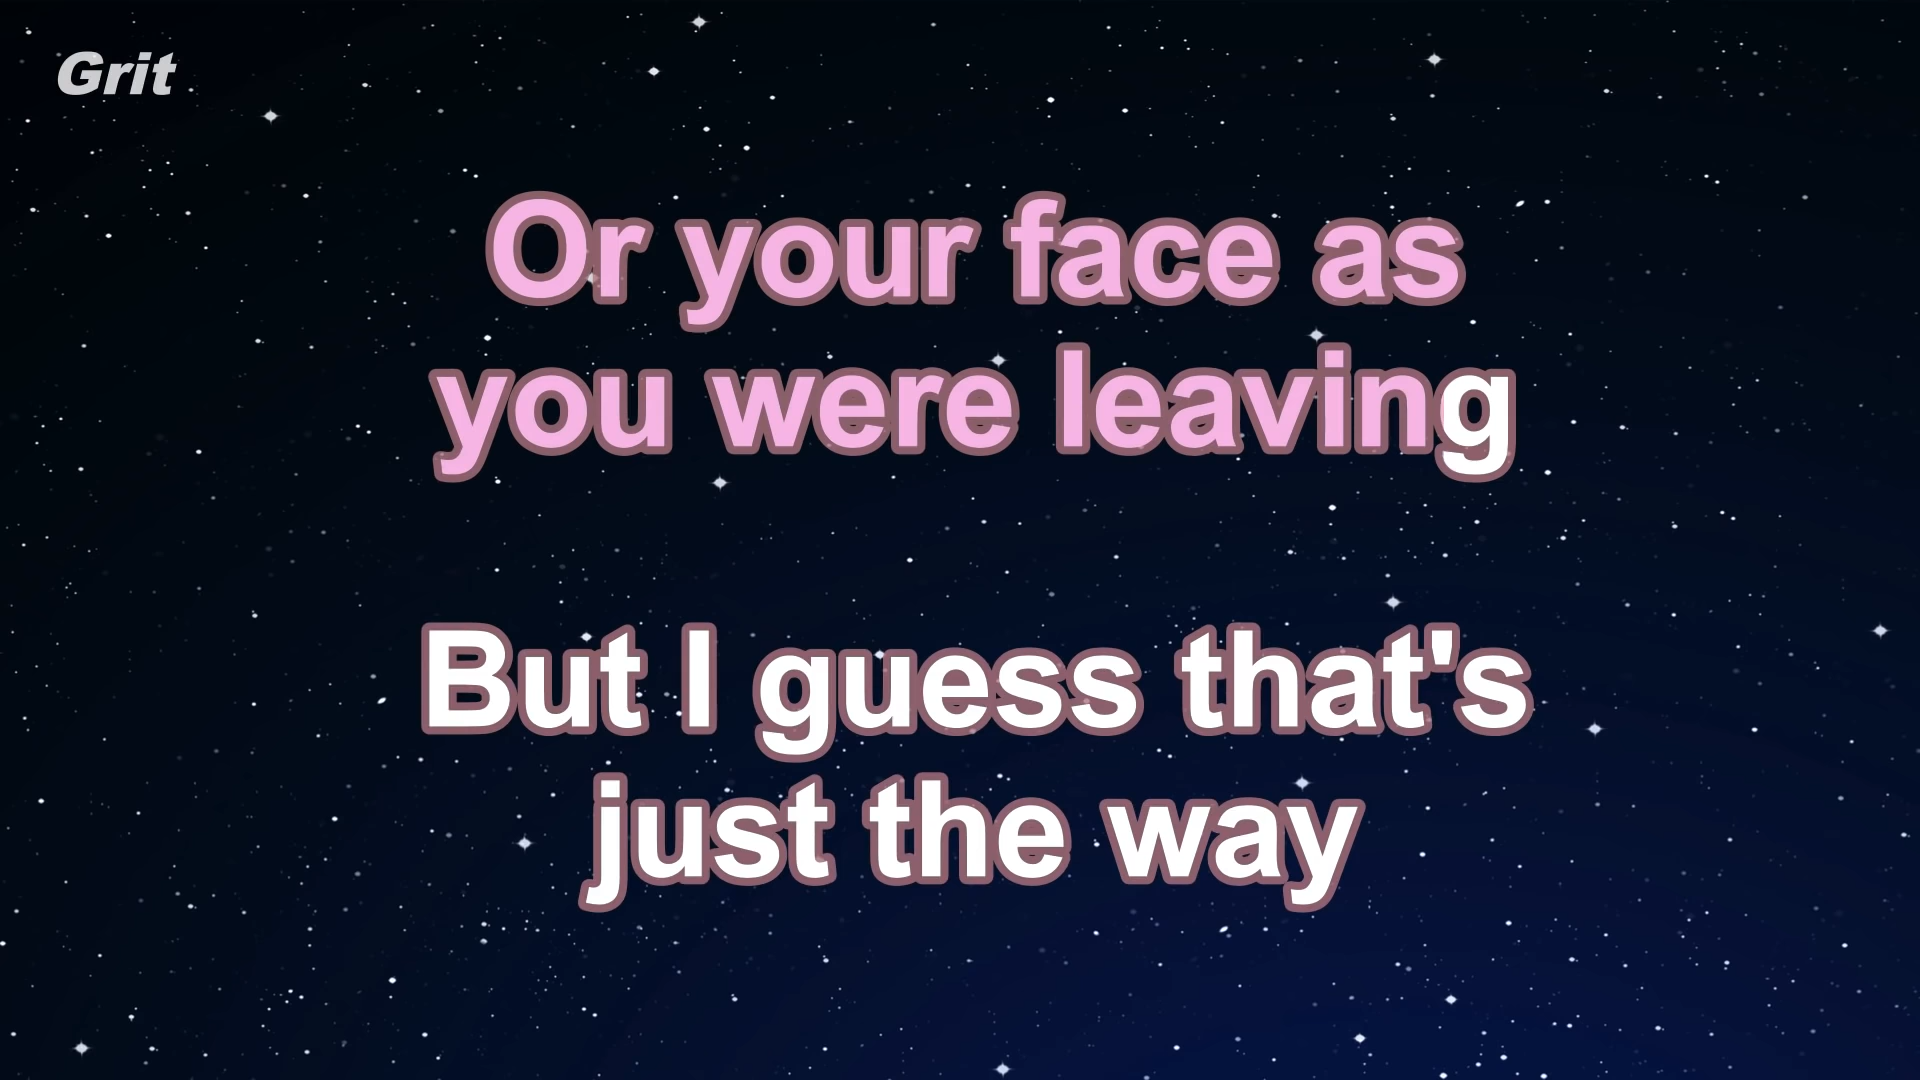 Grit
Or your face as
you were leaving
But I guess that's
just the way